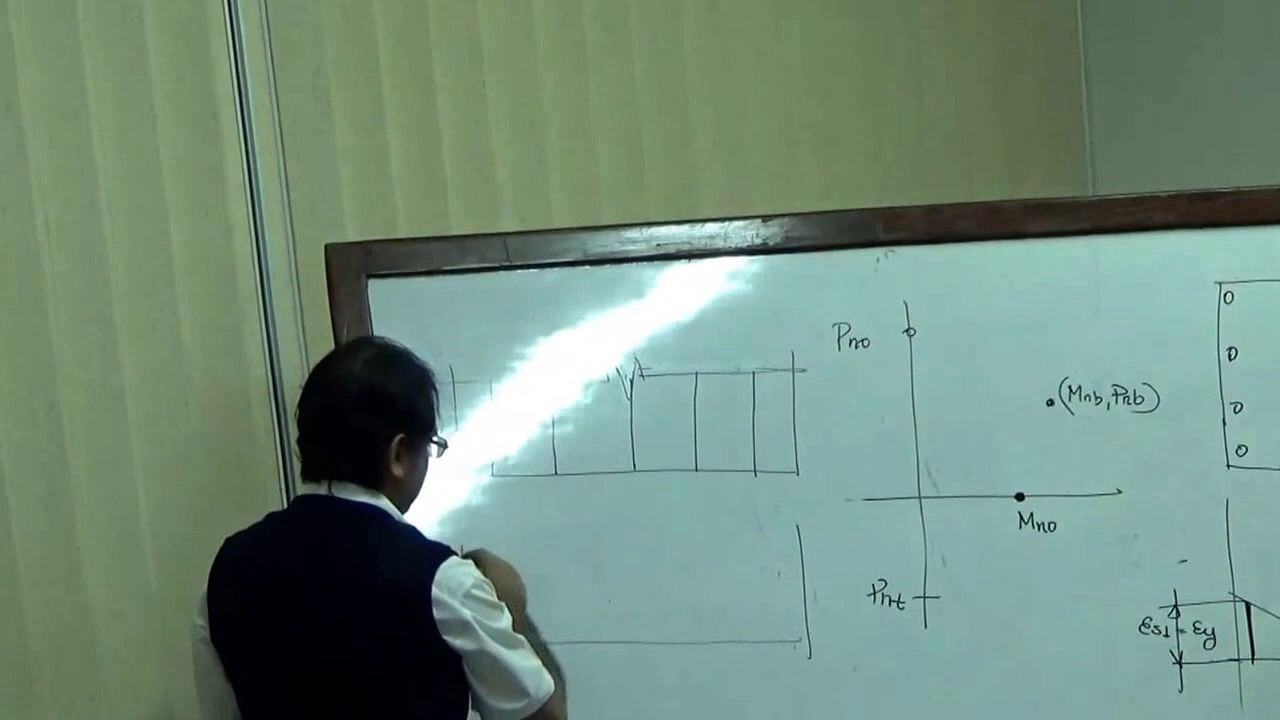 Pno
(Mnb, Pnb)
Mno
Pnt
εs1 = εy